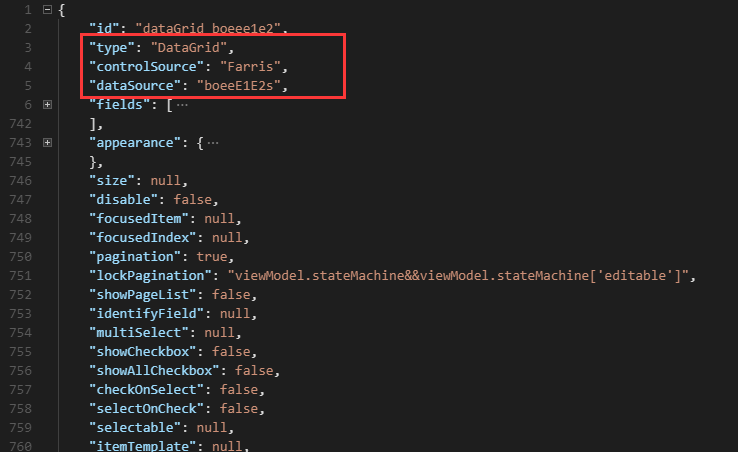 1 {
2 "id": "dataGrid_boeee1e2",
3 "type": "DataGrid",
4 "controlSource": "Farris",
5 "dataSource": "boeeE1E2s",
6 "fields": [ ···
742 ],
743 "appearance": { ···
745 },
746 "size": null,
747 "disable": false,
748 "focusedItem": null,
749 "focusedIndex": null,
750 "pagination": true,
751 "lockPagination": "viewModel.stateMachine&&viewModel.stateMachine['editable']",
752 "showPageList": false,
753 "identifyField": null,
754 "multiSelect": null,
755 "showCheckbox": false,
756 "showAllCheckbox": false,
757 "checkOnSelect": false,
758 "selectOnCheck": false,
759 "selectable": null,
760 "itemTemplate": null,